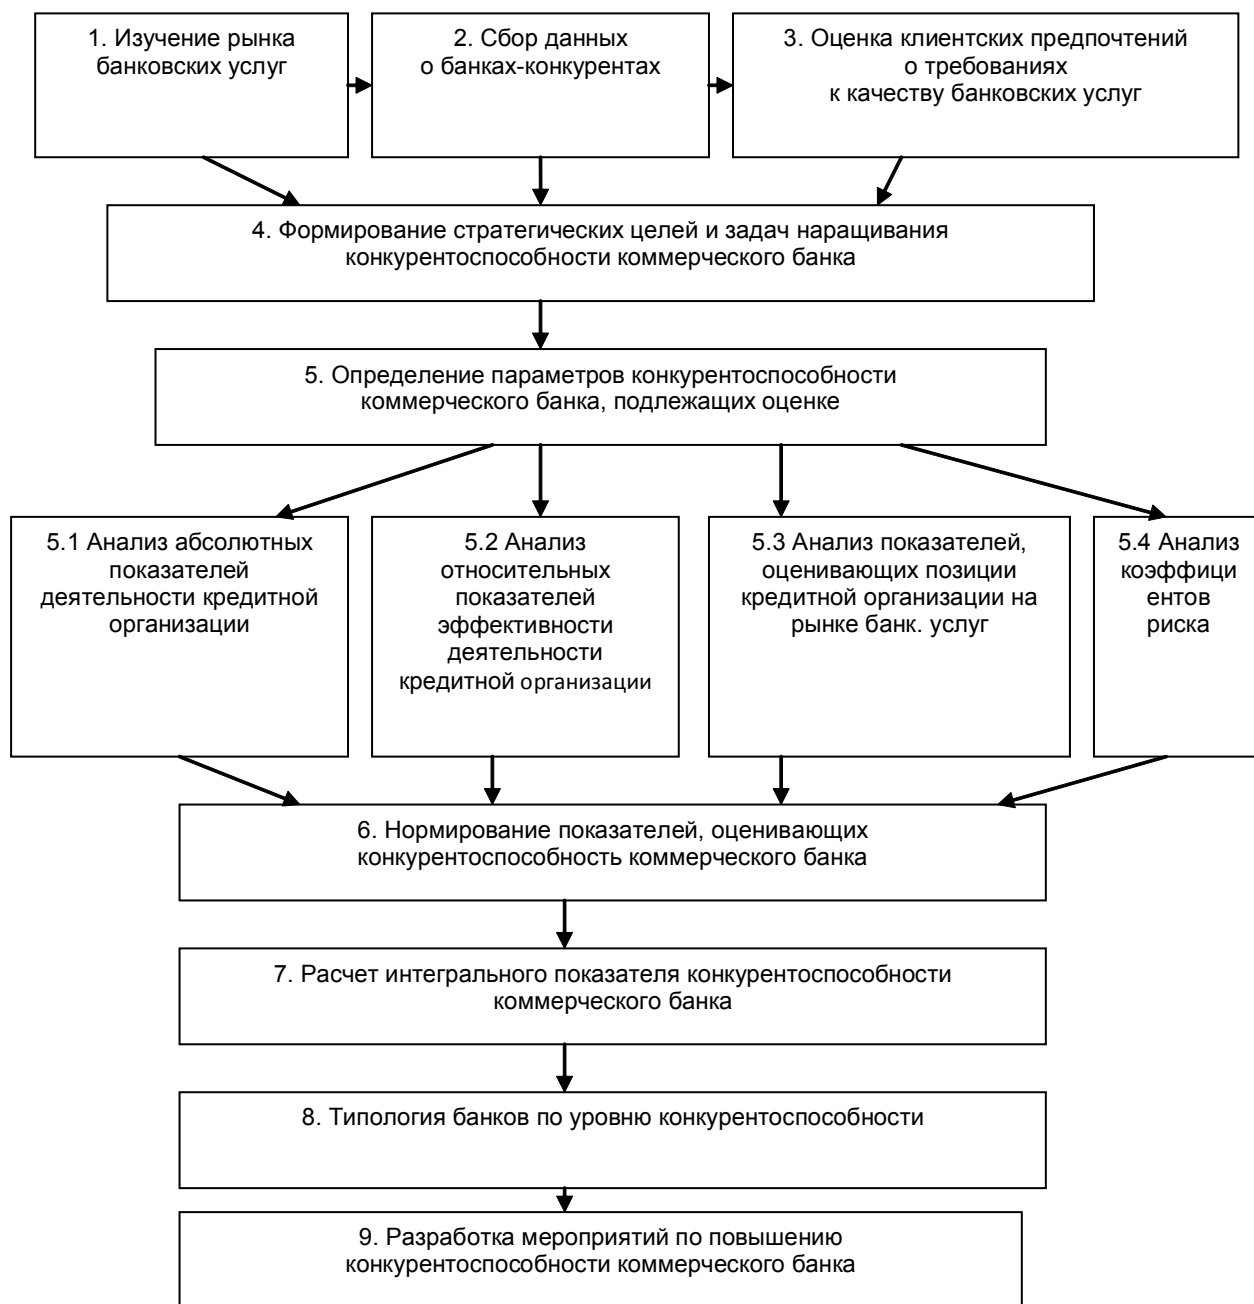 1. Изучение рынка
банковских услуг
2. Сбор данных
о банках-конкурентах
3. Оценка клиентских предпочтений
о требованиях
к качеству банковских услуг
4. Формирование стратегических целей и задач наращивания
конкурентоспособности коммерческого банка
5. Определение параметров конкурентоспособности
коммерческого банка, подлежащих оценке
5.1 Анализ абсолютных
показателей
деятельности кредитной
организации
5.2 Анализ
относительных
показателей
эффективности
деятельности
кредитной организации
5.3 Анализ показателей,
оценивающих позиции
кредитной организации на
рынке банк. услуг
5.4 Анализ
коэффици
ентов
риска
6. Нормирование показателей, оценивающих
конкурентоспособность коммерческого банка
7. Расчет интегрального показателя конкурентоспособности
коммерческого банка
8. Типология банков по уровню конкурентоспособности
9. Разработка мероприятий по повышению
конкурентоспособности коммерческого банка